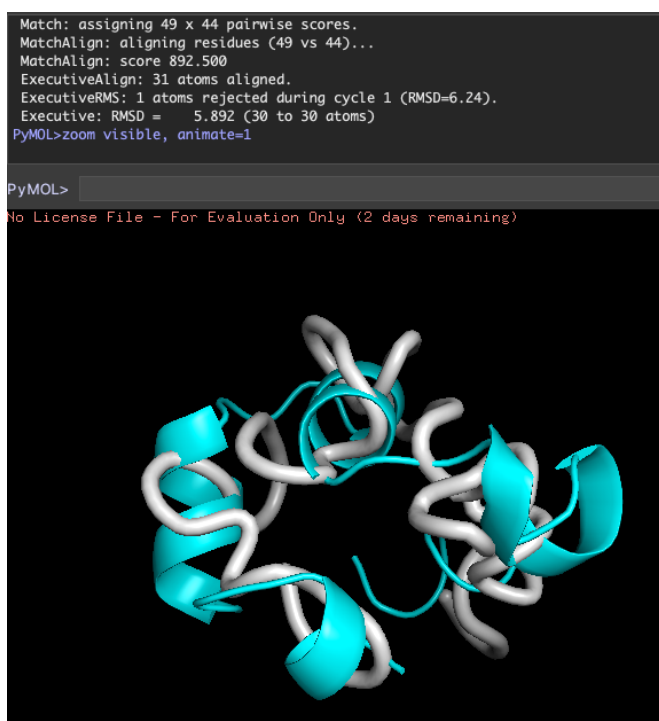 Match: assigning 49 x 44 pairwise scores.
MatchAlign: aligning residues (49 vs 44)...
MatchAlign: score 892.500
ExecutiveAlign: 31 atoms aligned.
ExecutiveRMS: 1 atoms rejected during cycle 1 (RMSD=6.24).
Executive: RMSD =    5.892 (30 to 30 atoms)
PyMOL>zoom visible, animate=1
PyMOL>
No License File - For Evaluation Only (2 days remaining)